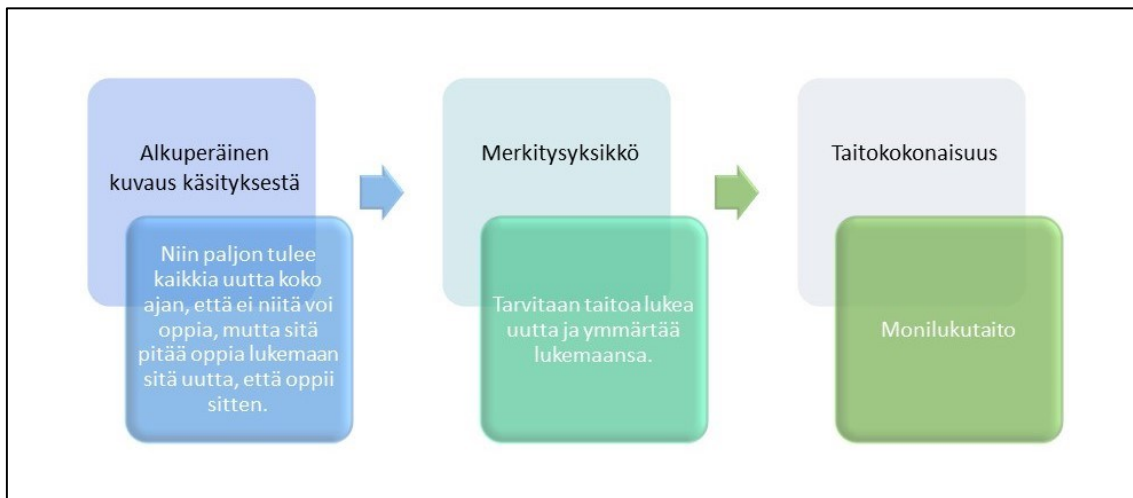 Alkuperäinen
kuvaus käsityksestä
Niin paljon tulee
kaikkia uutta koko
ajan, että ei niitä voi
oppia, mutta sitä
pitää oppia lukemaan
sitä uutta, että oppii
sitten.
Merkitysyksikkö
Tarvitaan taitoa lukea
uutta ja ymmärtää
lukemaansa.
Taitokokonaisuus
Monilukutaito